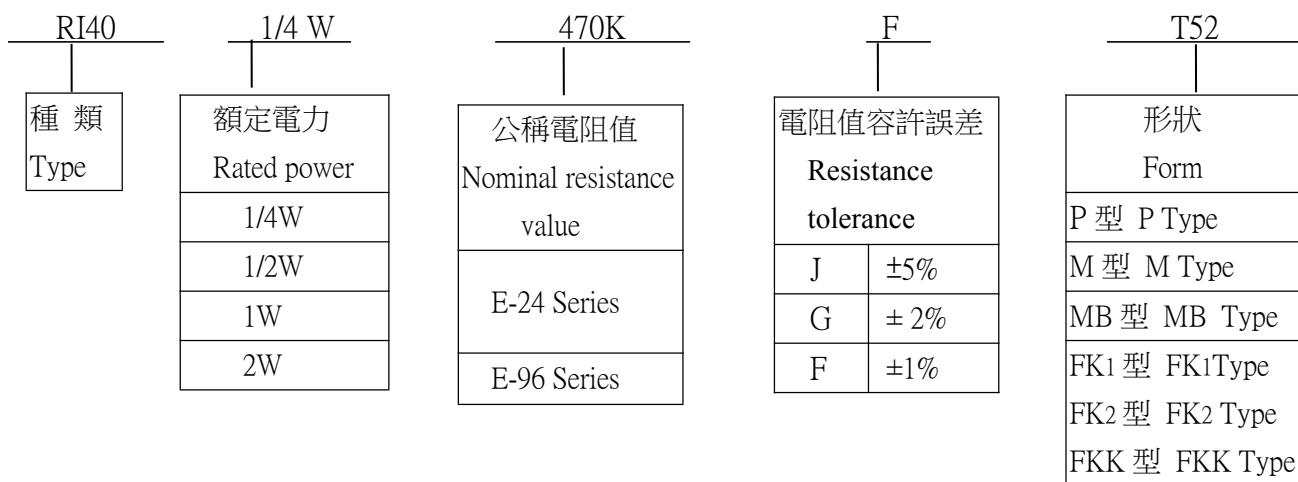 RI40 1/4 W 470K F T52
種 類
Type
額定電力
Rated power
1/4W
1/2W
1W
2W
公稱電阻值
Nominal resistance
value
E-24 Series
E-96 Series
電阻值容許誤差
Resistance
tolerance
J ±5%
G ± 2%
F ±1%
形狀
Form
P 型 P Type
M 型 M Type
MB 型 MB Type
FK1 型 FK1Type
FK2 型 FK2 Type
FKK 型 FKK Type